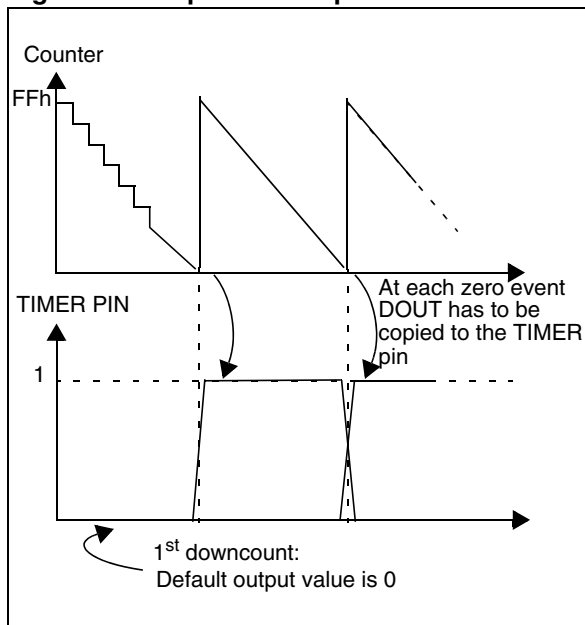 Counter
FFh
At each zero event
DOUT has to be
copied to the TIMER
pin
TIMER PIN
1
1st downcount:
Default output value is 0